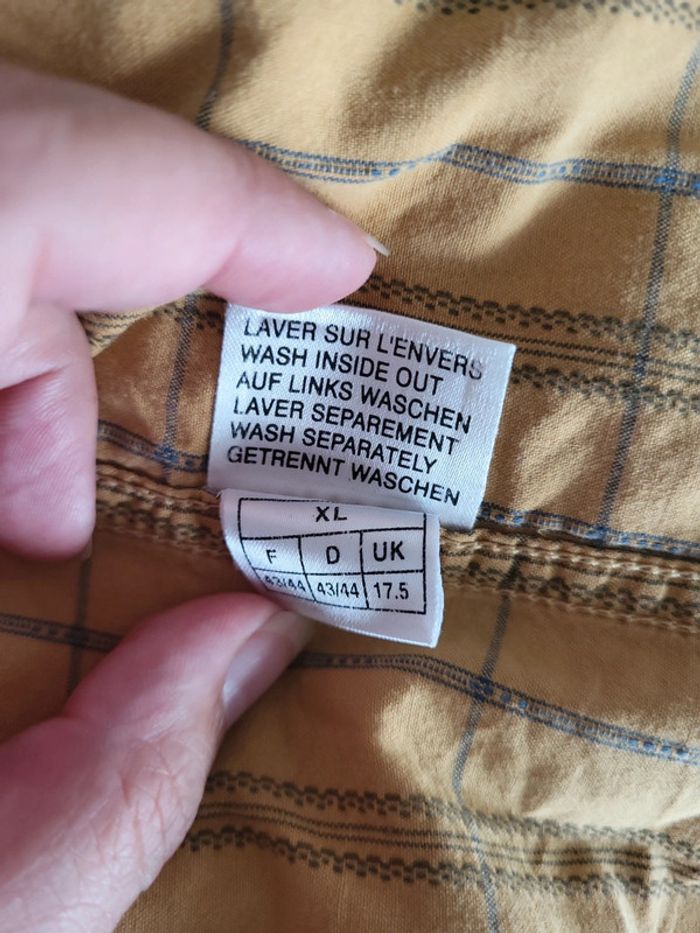 LAVER SUR L'ENVERS
WASH INSIDE OUT
AUF LINKS WASCHEN
LAVER SEPAREMENT
WASH SEPARATELY
GETRENNT WASCHEN
XL
F D UK
43/44 43/44 17.5